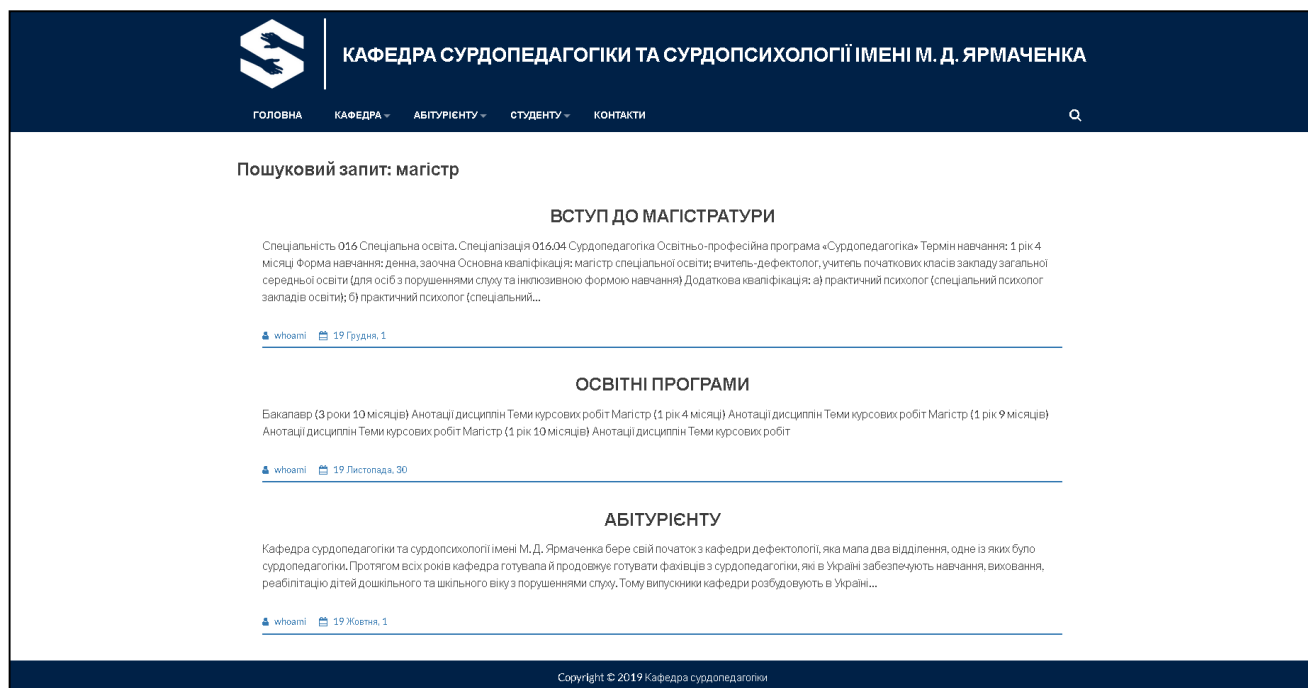 КАФЕДРА СУРДОПЕДАГОГІКИ ТА СУРДОПСИХОЛОГІЇ ІМЕНІ М. Д. ЯРМАЧЕНКА
ГОЛОВНА КАФЕДРА АБІТУРІЄНТУ СТУДЕНТУ КОНТАКТИ
Пошуковий запит: магістр
ВСТУП ДО МАГІСТРАТУРИ
Спеціальність 016 Спеціальна освіта. Спеціалізація 016.04 Сурдопедагогіка Освітньо-професійна програма «Сурдопедагогіка» Термін навчання: 1 рік 4
місяці Форма навчання: денна, заочна Основна кваліфікація: магістр спеціальної освіти; вчитель-дефектолог, учитель початкових класів закладу загальної
середньої освіти (для осіб з порушеннями слуху та інклюзивною формою навчання) Додаткова кваліфікація: а) практичний психолог (спеціальний психолог
закладів освіти); б) практичний психолог (спеціальний...
whoami 19 Грудня, 1
ОСВІТНІ ПРОГРАМИ
Бакалавр (3 роки 10 місяців) Анотації дисциплін Теми курсових робіт Магістр (1 рік 4 місяці) Анотації дисциплін Теми курсових робіт Магістр (1 рік 9 місяців)
Анотації дисциплін Теми курсових робіт Магістр (1 рік 10 місяців) Анотації дисциплін Теми курсових робіт
whoami 19 Листопада, 30
АБІТУРІЄНТУ
Кафедра сурдопедагогіки та сурдопсихології імені М. Д. Ярмаченка бере свій початок з кафедри дефектології, яка мала два відділення, одне із яких було
сурдопедагогіки. Протягом всіх років кафедра готувала й продовжує готувати фахівців з сурдопедагогіки, які в Україні забезпечують навчання, виховання,
реабілітацію дітей дошкільного та шкільного віку з порушеннями слуху. Тому випускники кафедри розбудовують в Україні...
whoami 19 Жовтня, 1
Copyright © 2019 Кафедра сурдопедагогіки